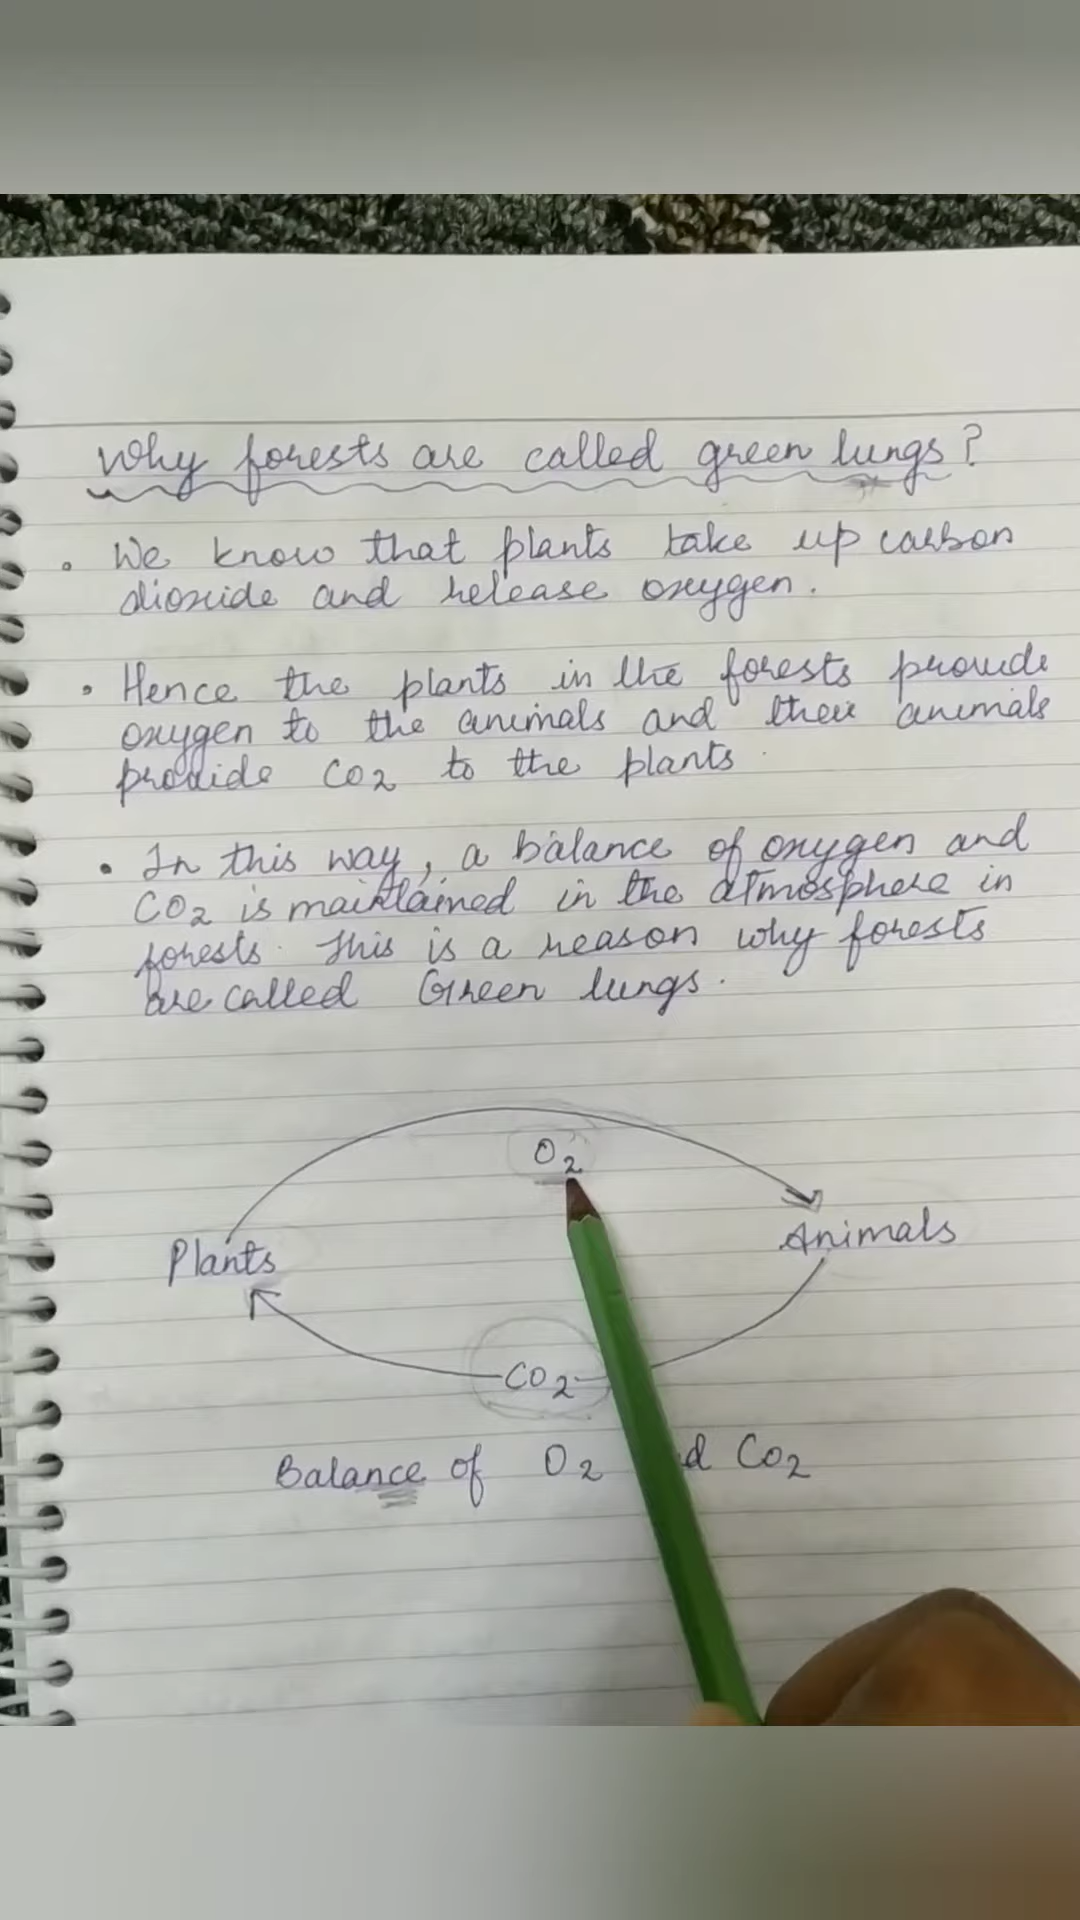 Why forests are called green lungs?
• We know that plants take up carbon
dioxide and release oxygen.
• Hence the plants in the forests provide
oxygen to the animals and their animals
provide CO2 to the plants
• In this way, a balance of oxygen and
CO2 is maintained in the atmosphere in
forests. This is a reason why forests
are called Green lungs.
O2
Plants
Animals
CO2
Balance of O2 d CO2